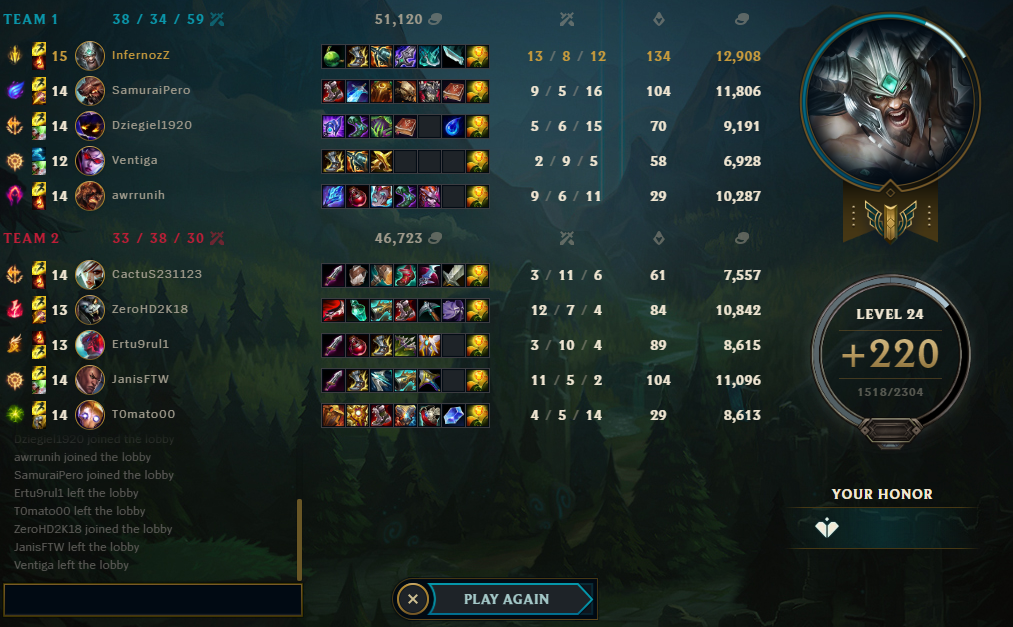 TEAM 1 38 / 34 / 59 51,120
15 InfernozZ 13 / 8 / 12 134 12,908
14 SamuraiPero 9 / 5 / 16 104 11,806
14 Dziegiel1920 5 / 6 / 15 70 9,191
12 Ventiga 2 / 9 / 5 58 6,928
14 awrrunih 9 / 6 / 11 29 10,287
TEAM 2 33 / 38 / 30 46,723
14 CactuS231123 3 / 11 / 6 61 7,557
13 ZeroHD2K18 12 / 7 / 4 84 10,842
13 Ertu9rul1 3 / 10 / 4 89 8,615
14 JanisFTW 11 / 5 / 2 104 11,096
14 T0mato00 4 / 5 / 14 29 8,613
Dziegiel1920 joined the lobby
awrrunih joined the lobby
SamuraiPero joined the lobby
Ertu9rul1 left the lobby
T0mato00 left the lobby
ZeroHD2K18 joined the lobby
JanisFTW left the lobby
Ventiga left the lobby
PLAY AGAIN
LEVEL 24
+220
1518/2304
YOUR HONOR